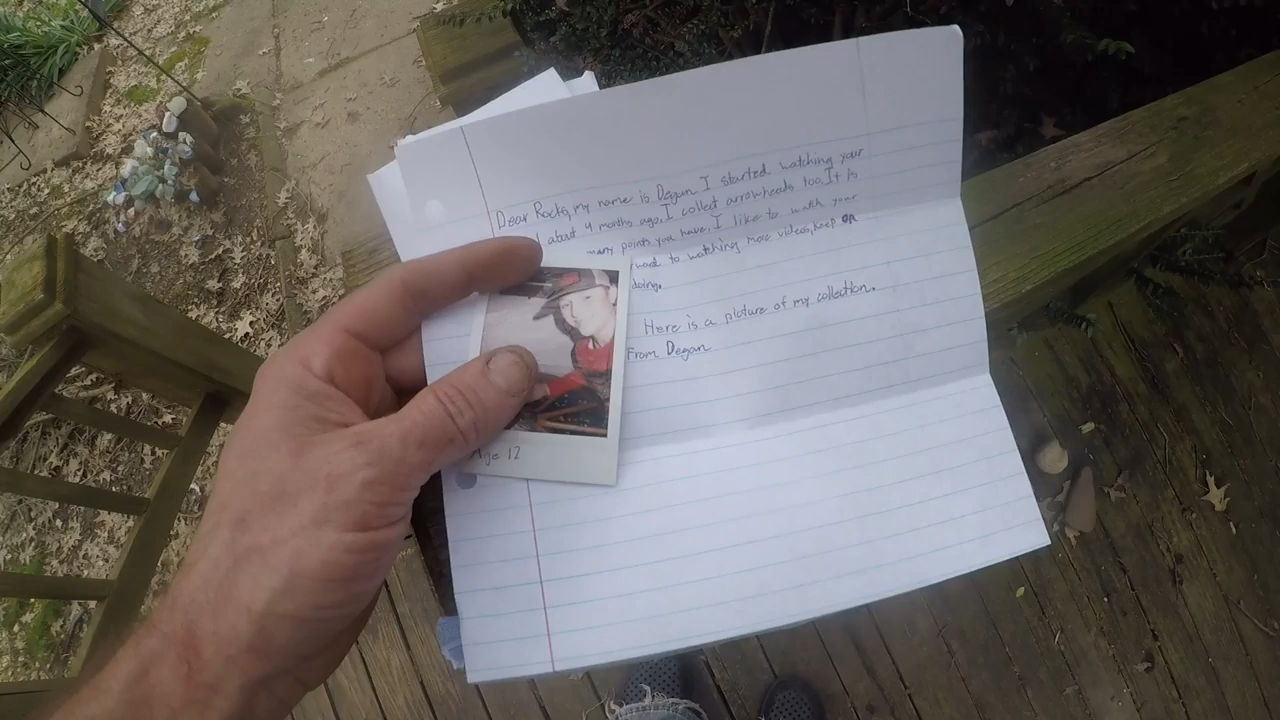 Dear Rocks, my name is Degan. I started watching your
about 4 months ago. I collect arrowheads too. It is
many points you have. I like to watch your
to watching more videos, keep on
doing.
Here is a picture of my collection.
From Degan
Age 12